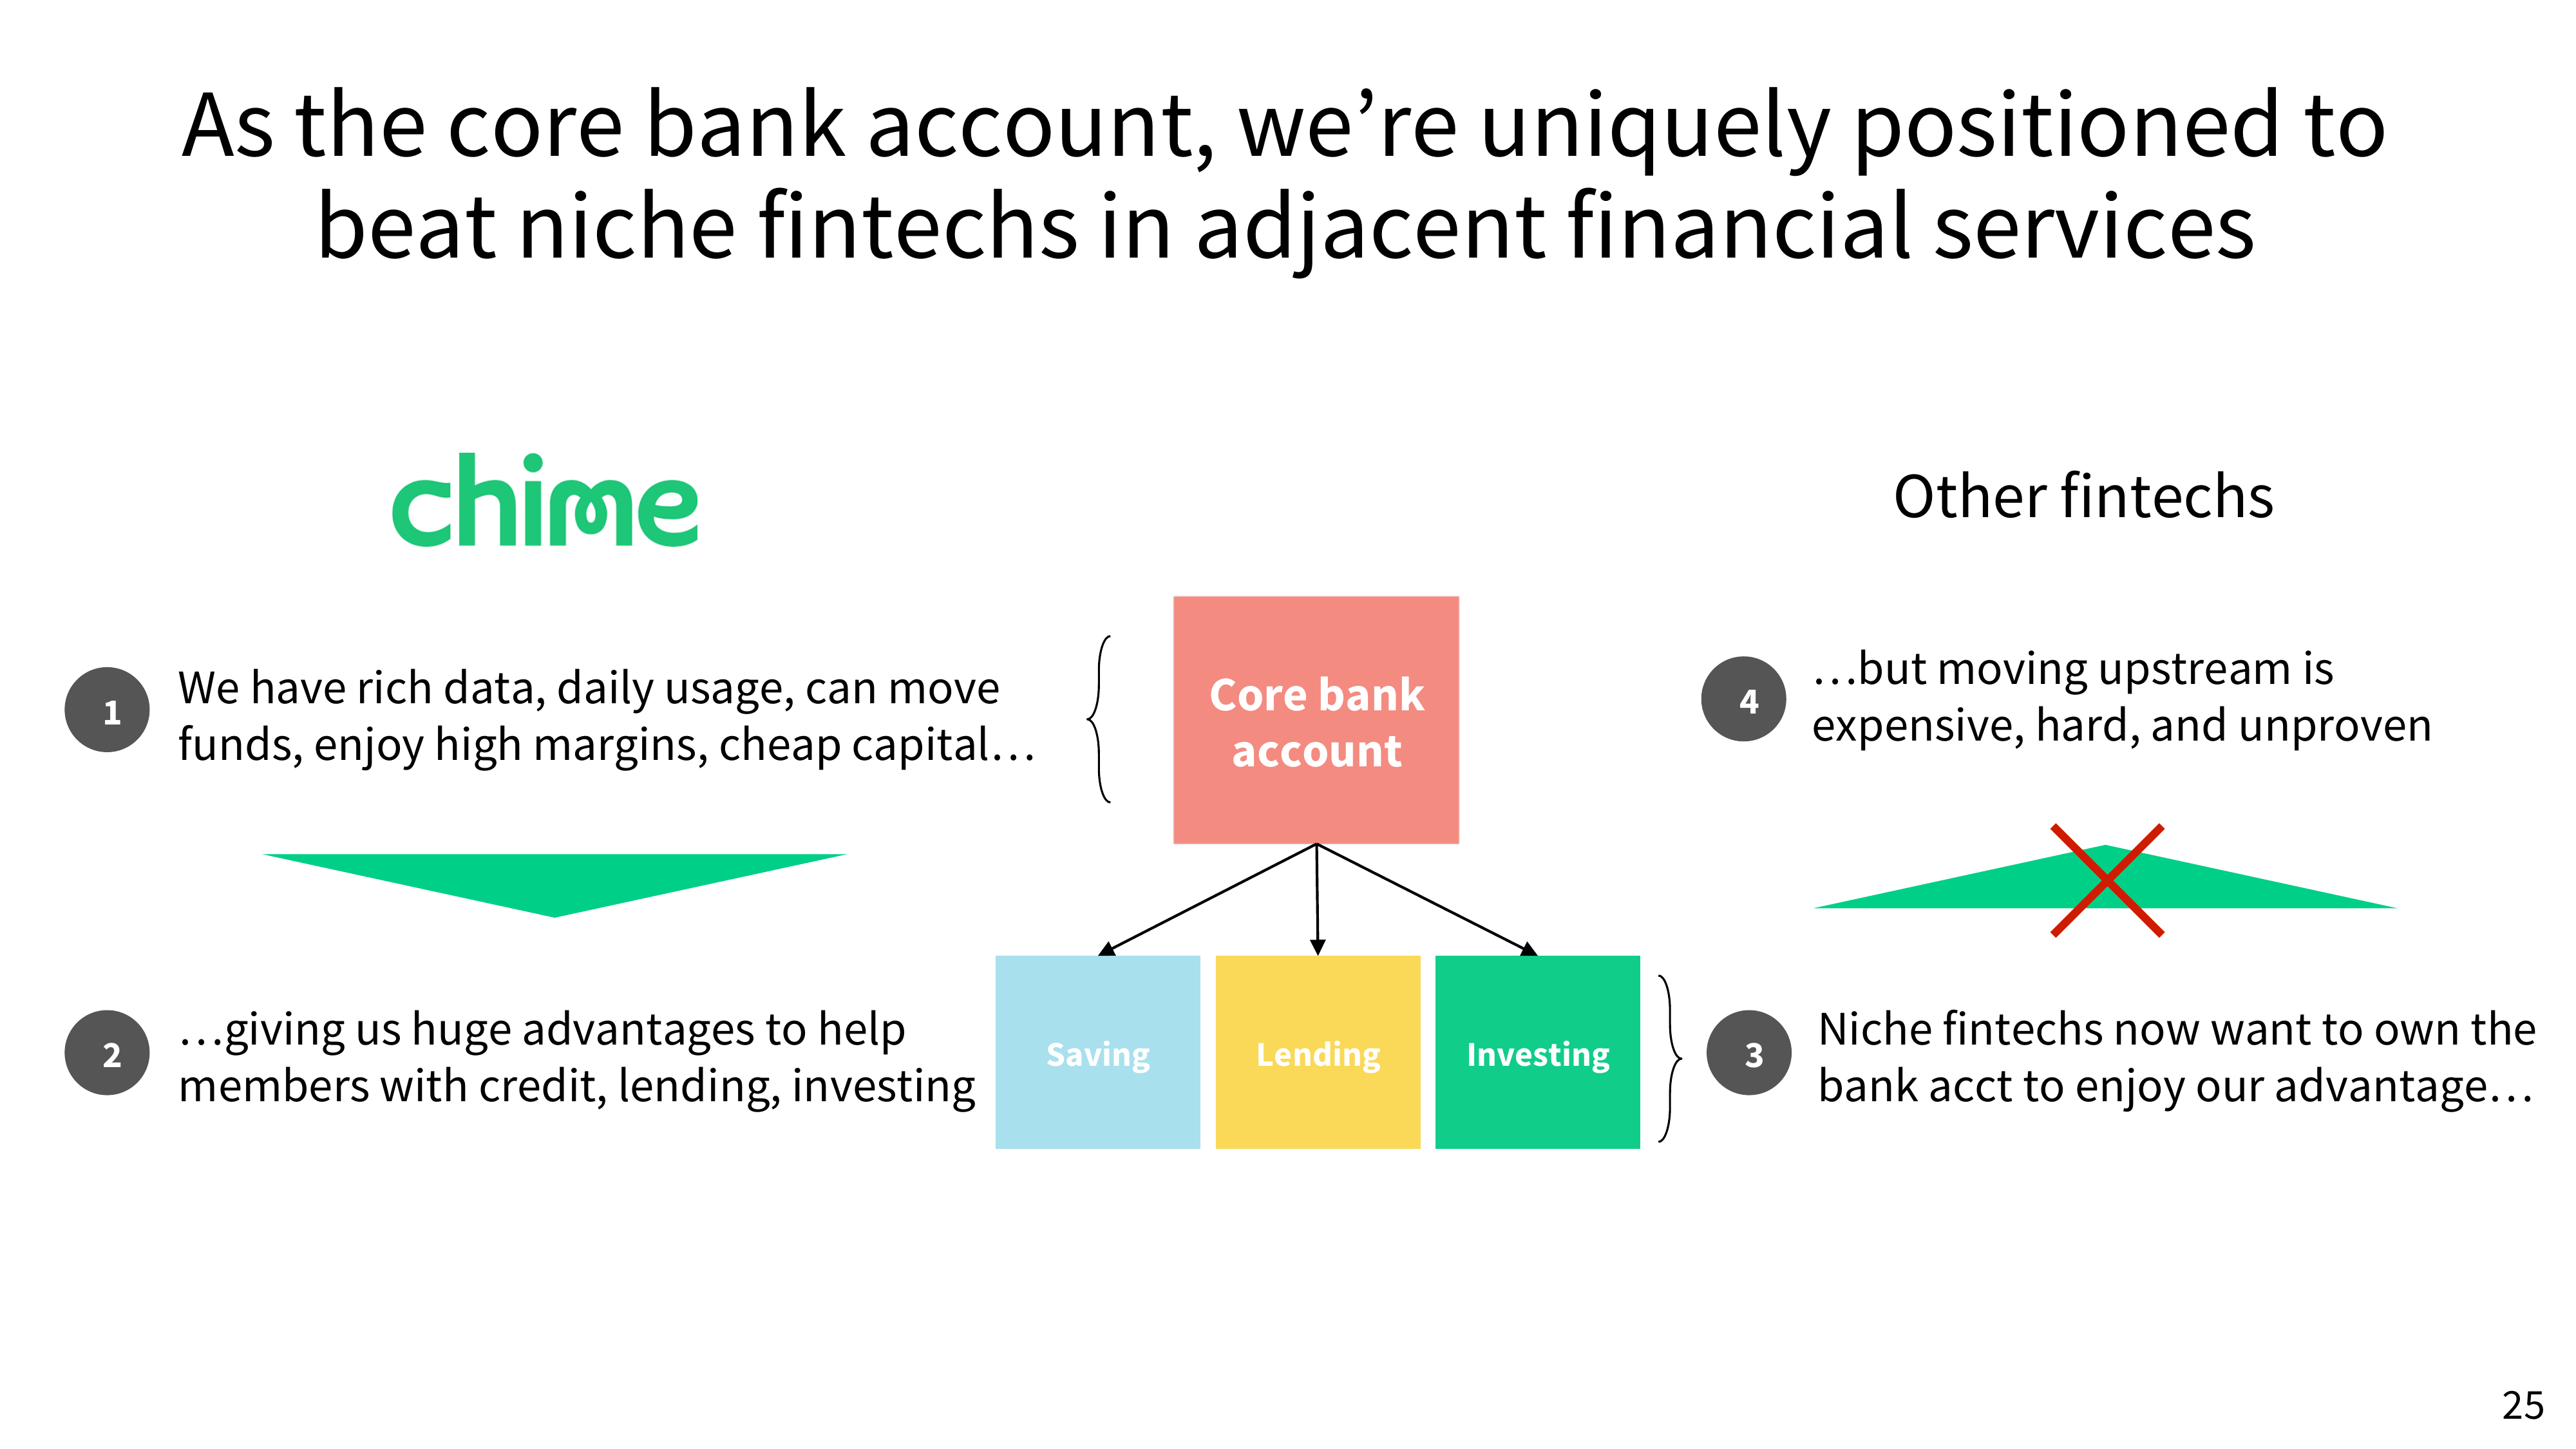 As the core bank account, we’re uniquely positioned to
beat niche fintechs in adjacent financial services
chime
Other fintechs
1
We have rich data, daily usage, can move
funds, enjoy high margins, cheap capital…
Core bank
account
4
…but moving upstream is
expensive, hard, and unproven
2
…giving us huge advantages to help
members with credit, lending, investing
Saving
Lending
Investing
3
Niche fintechs now want to own the
bank acct to enjoy our advantage…
25